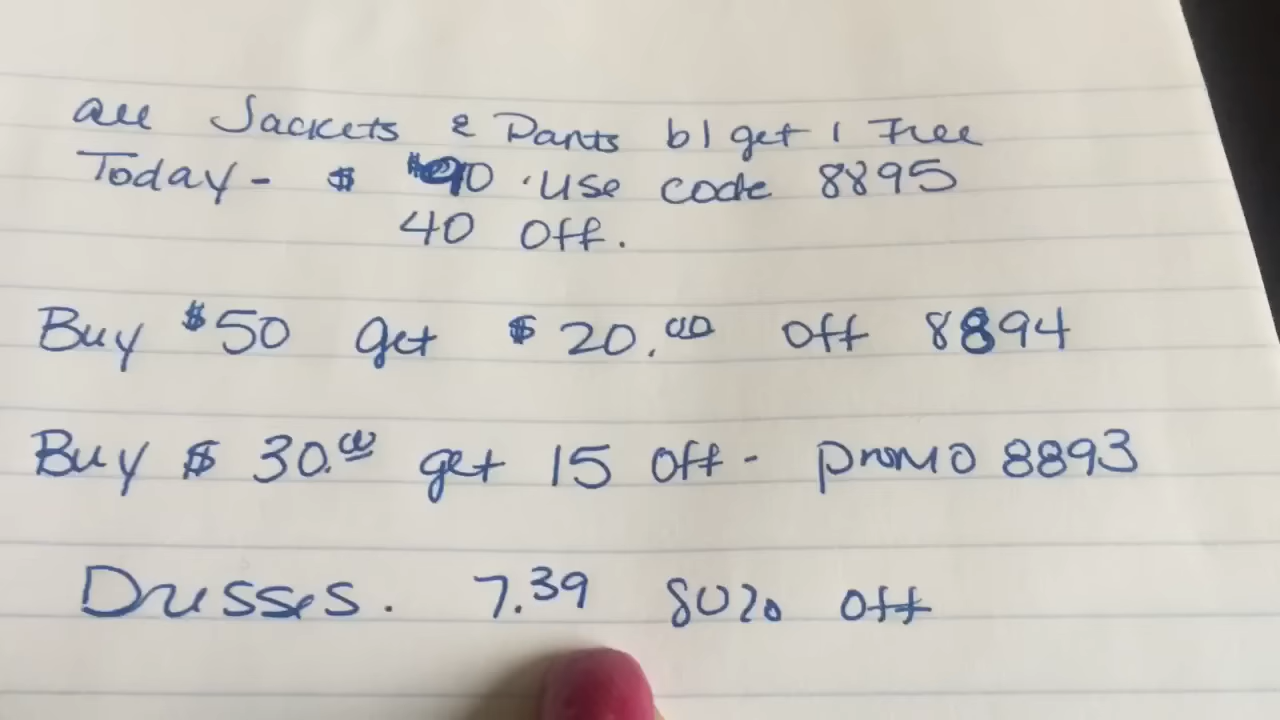 all Jackets & Pants b1 get 1 Free
Today - $ $90 . Use code 8895
40 Off.
Buy $50 get $20.00 Off 8894
Buy $30.00 get 15 Off - promo 8893
Dresses. 7.39 80% Off